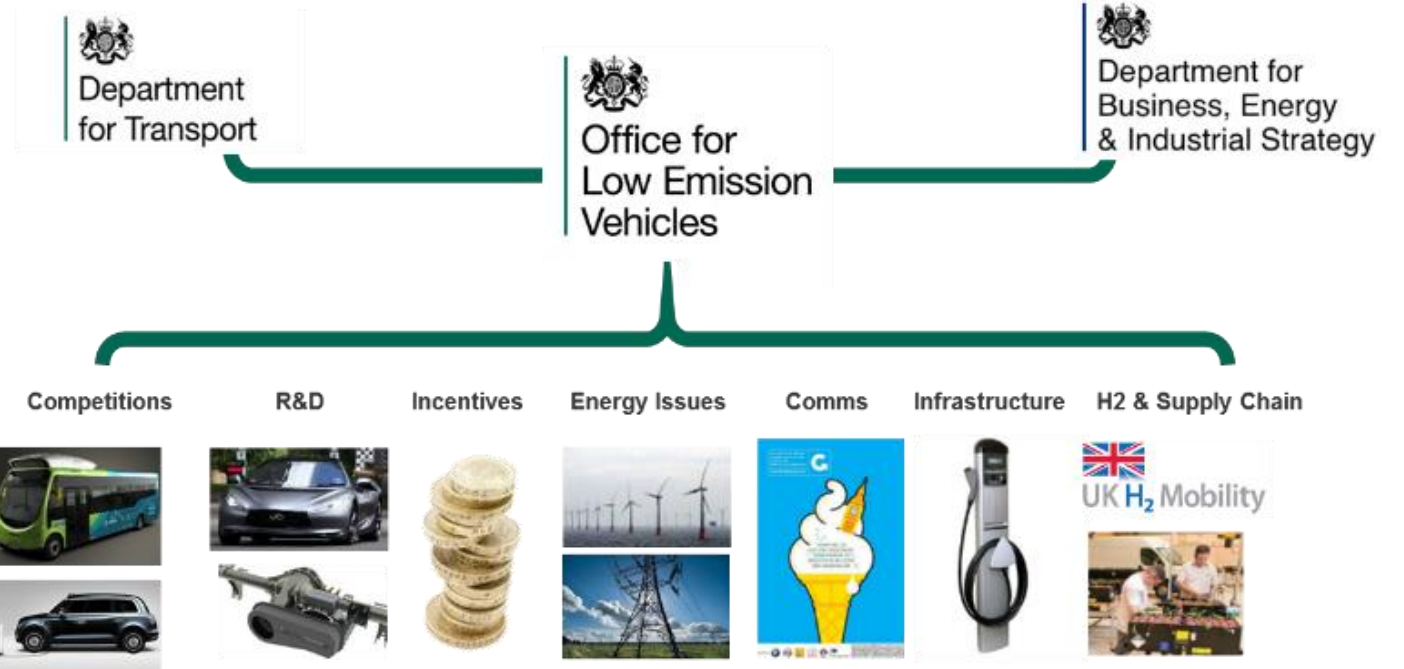 Department
for Transport
Office for
Low Emission
Vehicles
Department for
Business, Energy
& Industrial Strategy
Competitions
R&D
Incentives
Energy Issues
Comms
Infrastructure
H2 & Supply Chain
UK H₂ Mobility